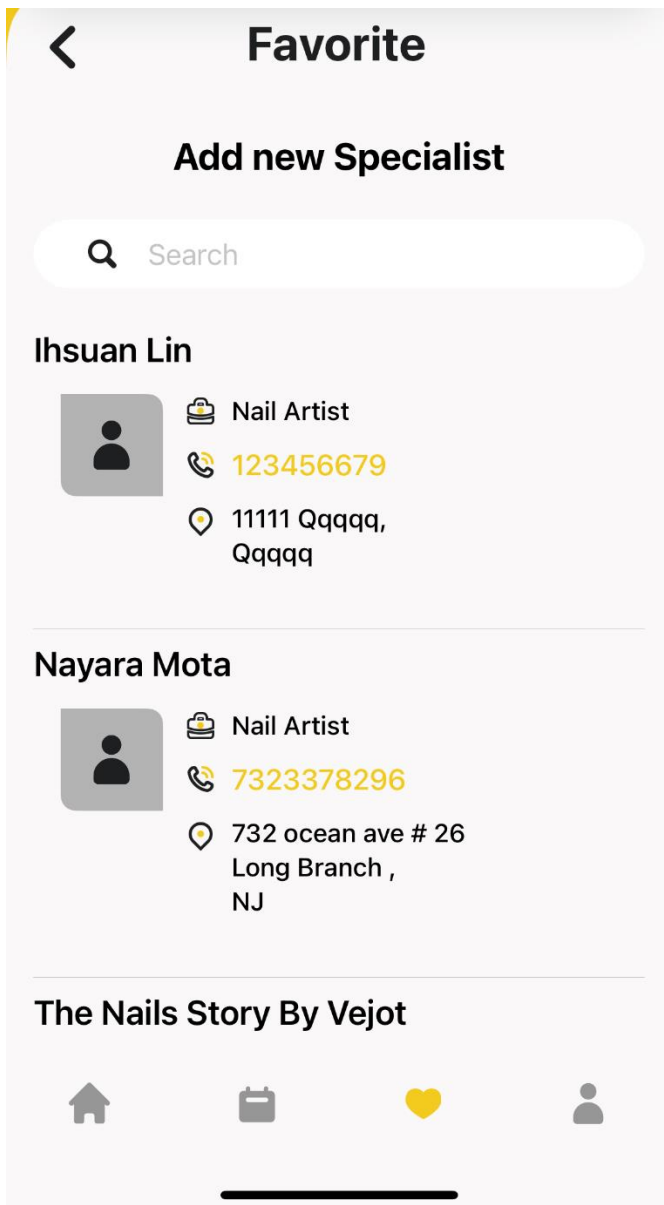 Favorite
Add new Specialist
Search
Ihsuan Lin
Nail Artist
123456679
11111 Qqqqq,
Qqqqq
Nayara Mota
Nail Artist
7323378296
732 ocean ave # 26
Long Branch ,
NJ
The Nails Story By Vejot